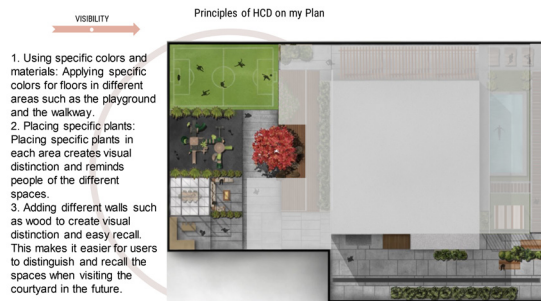 VISIBILITY
Principles of HCD on my Plan
1. Using specific colors and
materials: Applying specific
colors for floors in different
areas such as the playground
and the walkway.
2. Placing specific plants:
Placing specific plants in
each area creates visual
distinction and reminds
people of the different
spaces.
3. Adding different walls such
as wood to create visual
distinction and easy recall.
This makes it easier for users
to distinguish and recall the
spaces when visiting the
courtyard in the future.